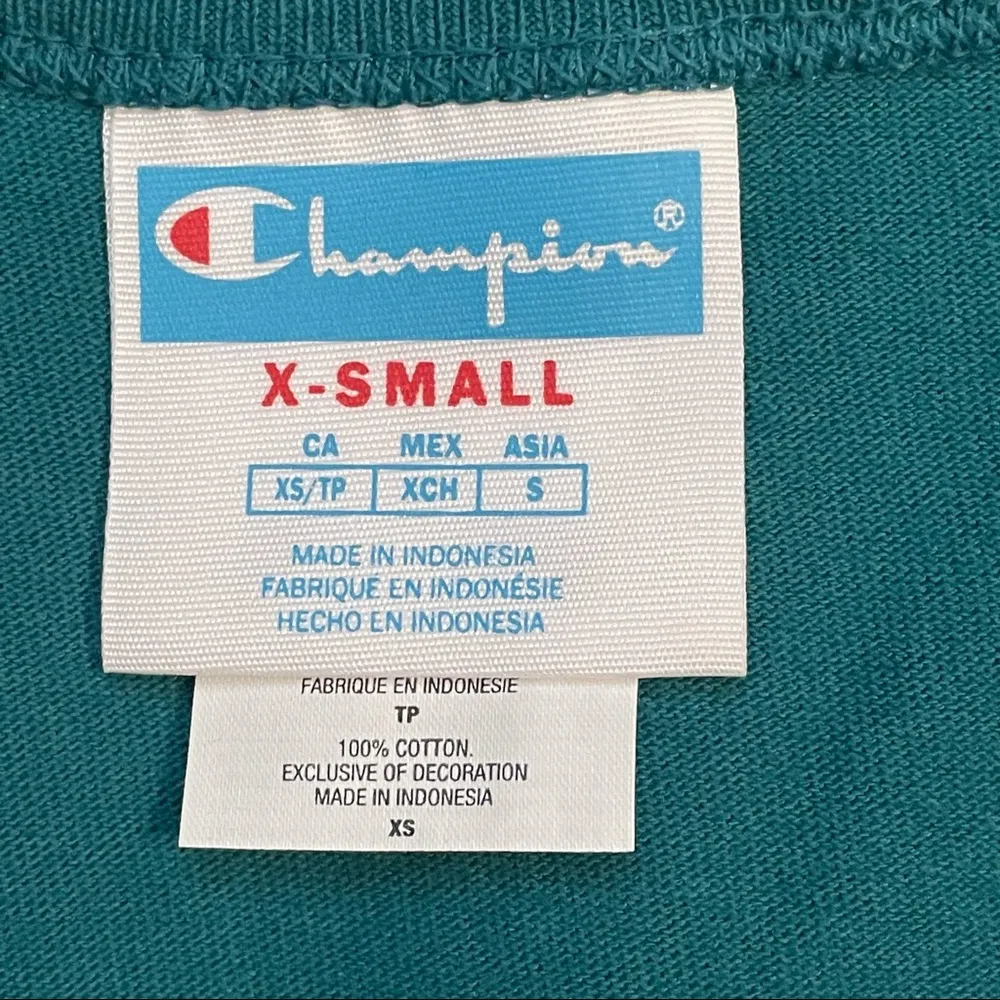 Champion®
X-SMALL
CA MEX ASIA
XS/TP XCH S
MADE IN INDONESIA
FABRIQUE EN INDONÉSIE
HECHO EN INDONESIA
FABRIQUE EN INDONESIE
TP
100% COTTON.
EXCLUSIVE OF DECORATION
MADE IN INDONESIA
XS